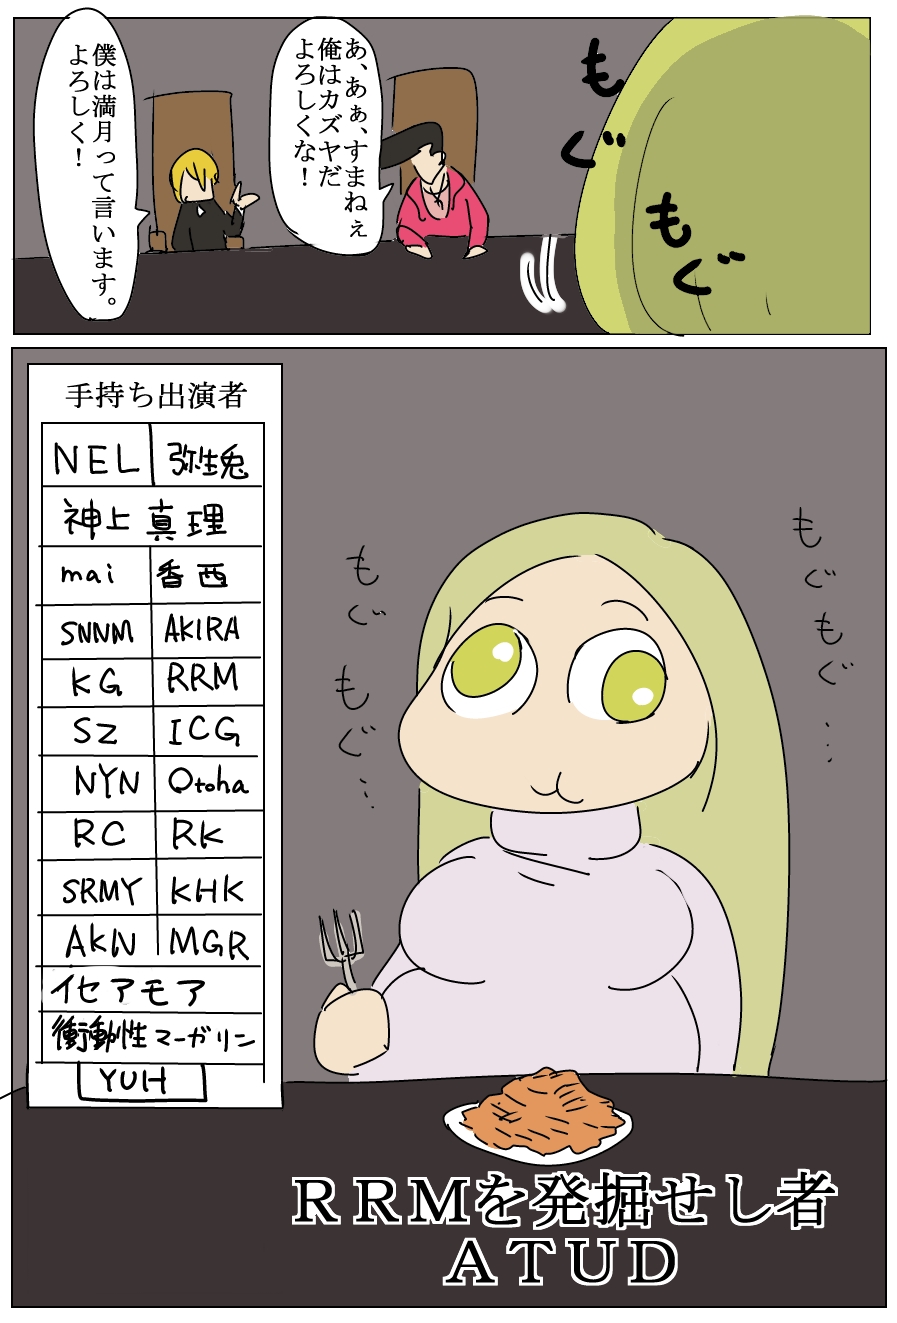 もぐ
もぐ
あ、あぁ、すまねぇ
俺はカズヤだ
よろしくな！
僕は満月って言います。
よろしく！
手持ち出演者
NEL 弥生兎
神上真理
mai 香西
SNNM AKIRA
KG RRM
SZ ICG
NYN Otoha
RC RK
SRMY KHK
AKN MGR
イセアモア
衝動性マーガリン
YUH
もぐ
もぐ…
もぐ
もぐ…
RRMを発掘せし者
ATUD